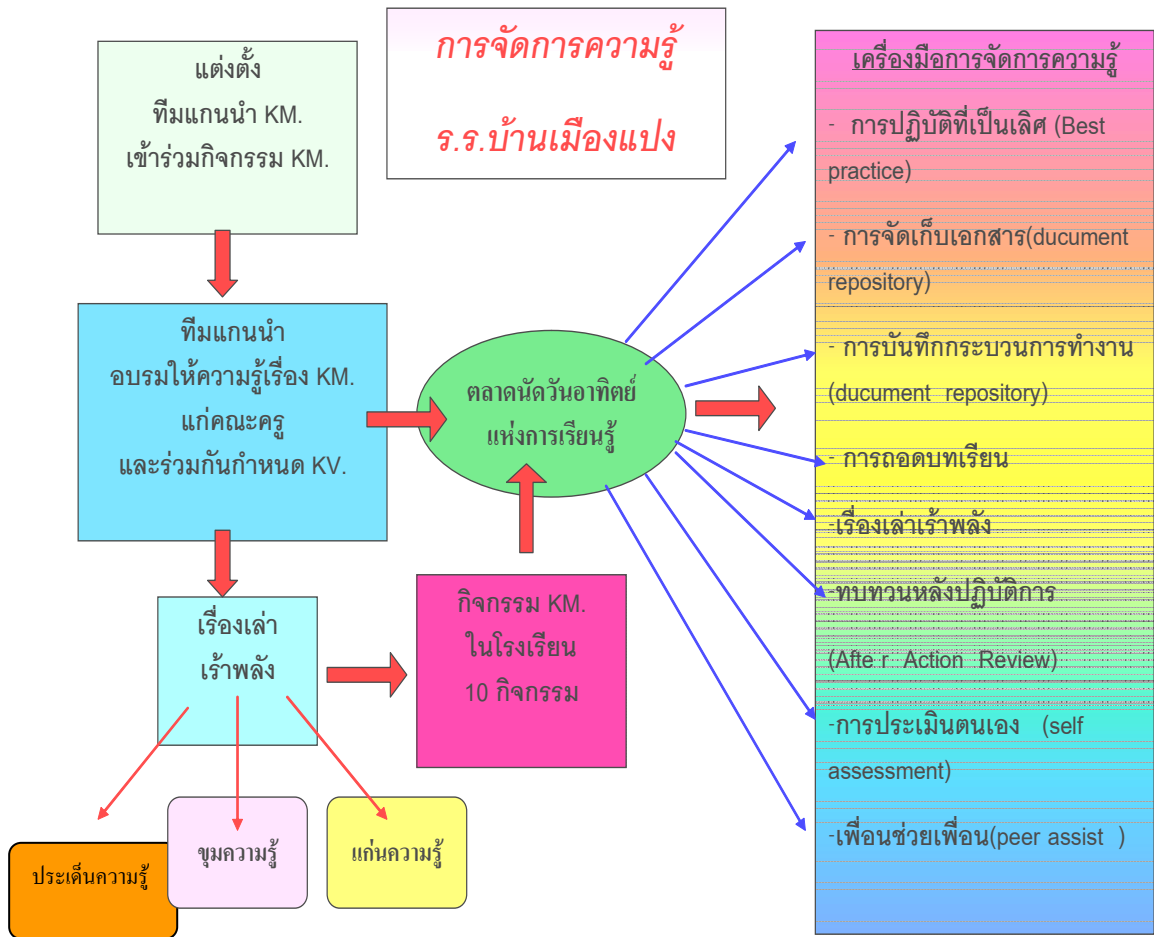 การจัดการความรู้
ร.ร.บ้านเมืองแปง
แต่งตั้ง
ทีมแกนนำ KM.
เข้าร่วมกิจกรรม KM.
ทีมแกนนำ
อบรมให้ความรู้เรื่อง KM.
แก่คณะครู
และร่วมกันกำหนด KV.
เรื่องเล่า
เร้าพลัง
ประเด็นความรู้
ขุมความรู้
แก่นความรู้
กิจกรรม KM.
ในโรงเรียน
10 กิจกรรม
ตลาดนัดวันอาทิตย์
แห่งการเรียนรู้
เครื่องมือการจัดการความรู้
- การปฏิบัติที่เป็นเลิศ (Best
practice)
- การจัดเก็บเอกสาร(ducument
repository)
- การบันทึกกระบวนการทำงาน
(ducument repository)
- การถอดบทเรียน
-เรื่องเล่าเร้าพลัง
-ทบทวนหลังปฏิบัติการ
(Afte r Action Review)
-การประเมินตนเอง (self
assessment)
-เพื่อนช่วยเพื่อน(peer assist )